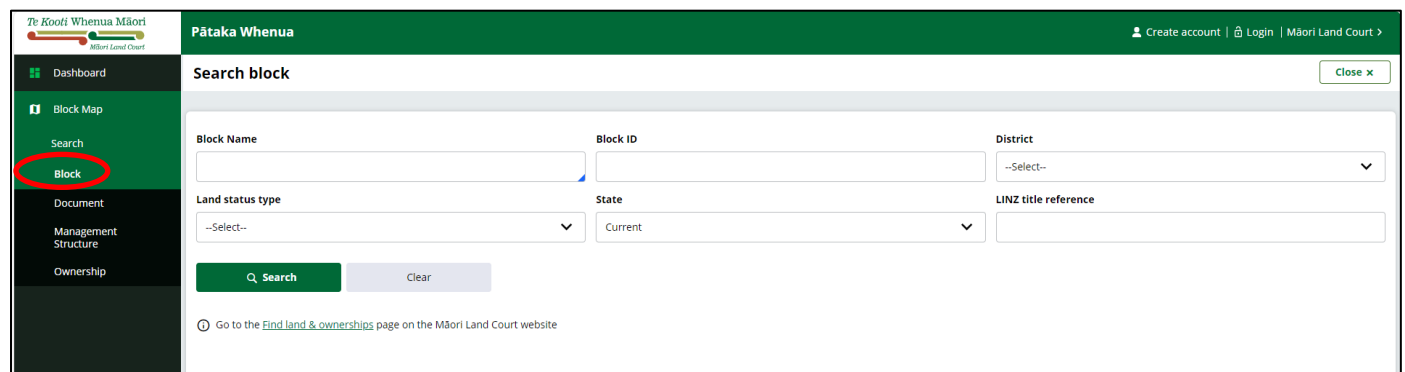 Te Kooti Whenua Māori
Māori Land Court
Pātaka Whenua
Create account | Login | Māori Land Court >
Dashboard
Search block
Close x
Block Map
Search
Block
Document
Management
Structure
Ownership
Block Name
Block ID
District
--Select--
Land status type
State
LINZ title reference
--Select--
Current
Search
Clear
Go to the Find land & ownerships page on the Māori Land Court website